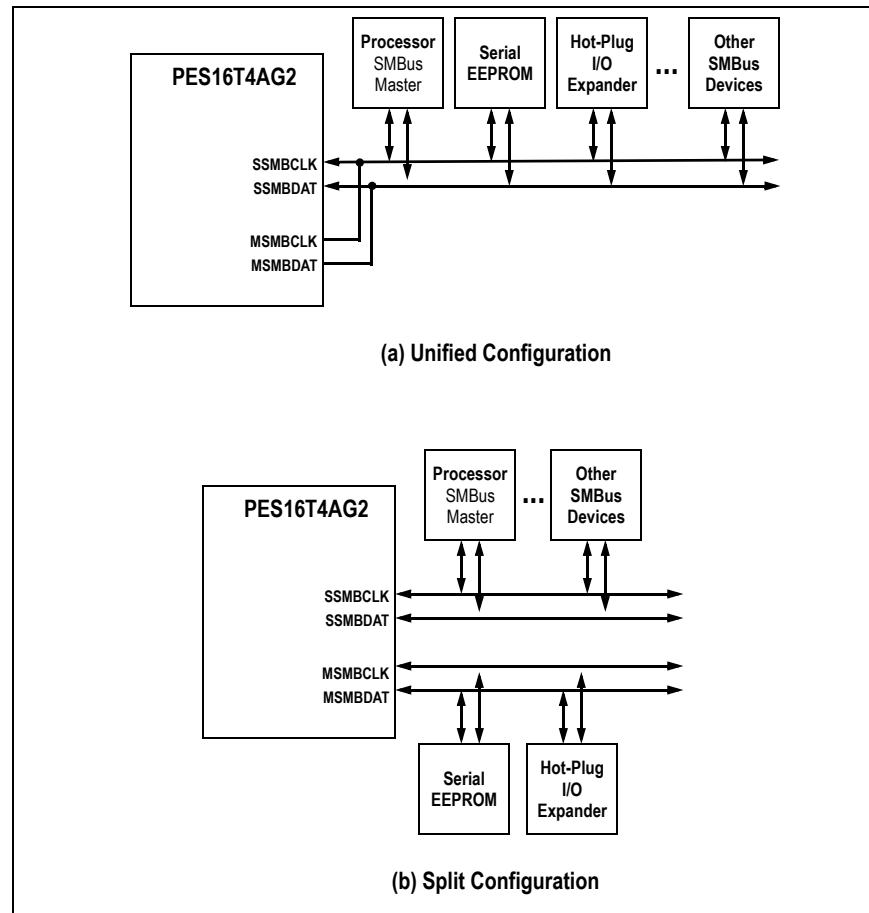 PES16T4AG2
Processor
SMBus
Master
Serial
EEPROM
Hot-Plug
I/O
Expander
...
Other
SMBus
Devices
SSMBCLK
SSMBDAT
MSMBCLK
MSMBDAT
(a) Unified Configuration
PES16T4AG2
Processor
SMBus
Master
...
Other
SMBus
Devices
SSMBCLK
SSMBDAT
MSMBCLK
MSMBDAT
Serial
EEPROM
Hot-Plug
I/O
Expander
(b) Split Configuration